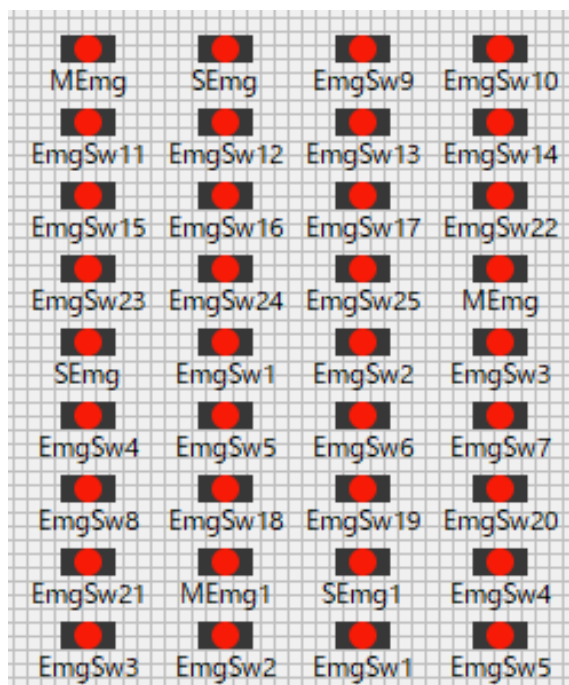 MEmg SEmg EmgSw9 EmgSw10
EmgSw11 EmgSw12 EmgSw13 EmgSw14
EmgSw15 EmgSw16 EmgSw17 EmgSw22
EmgSw23 EmgSw24 EmgSw25 MEmg
SEmg EmgSw1 EmgSw2 EmgSw3
EmgSw4 EmgSw5 EmgSw6 EmgSw7
EmgSw8 EmgSw18 EmgSw19 EmgSw20
EmgSw21 MEmg1 SEmg1 EmgSw4
EmgSw3 EmgSw2 EmgSw1 EmgSw5